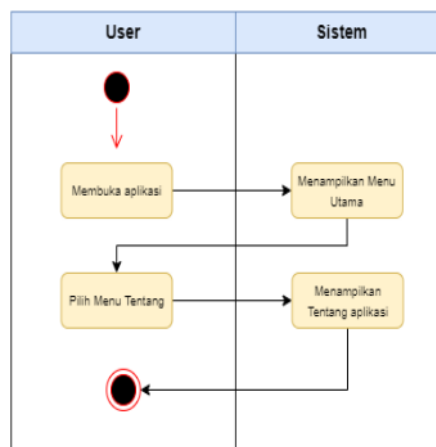 User
Sistem
Membuka aplikasi
Menampilkan Menu
Utama
Pilih Menu Tentang
Menampilkan
Tentang aplikasi